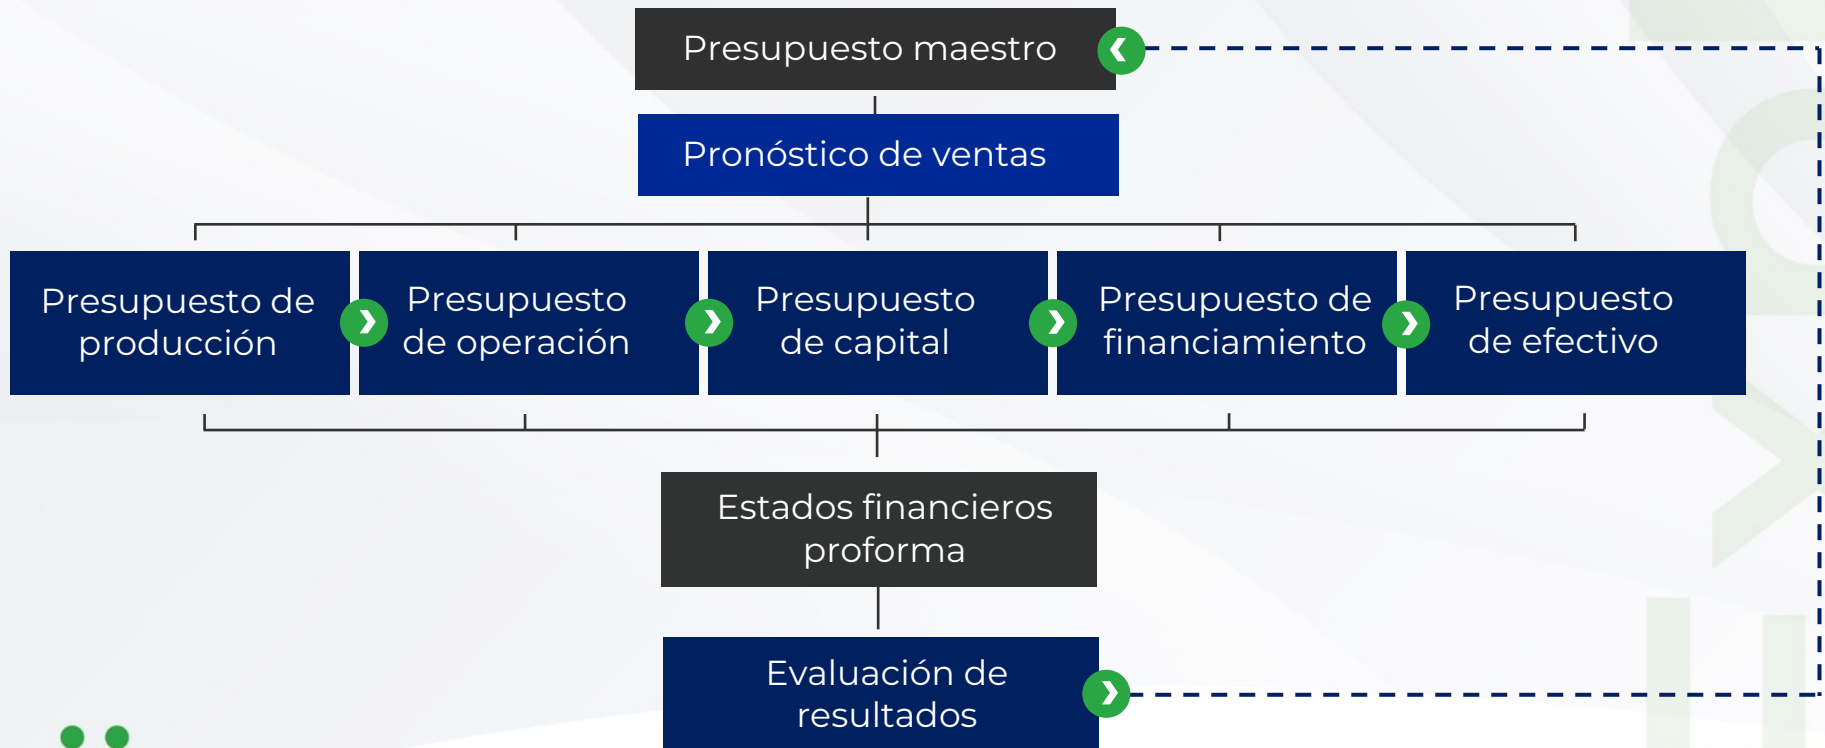 Presupuesto maestro
Pronóstico de ventas
Presupuesto de
producción
Presupuesto
de operación
Presupuesto
de capital
Presupuesto de
financiamiento
Presupuesto
de efectivo
Estados financieros
proforma
Evaluación de
resultados